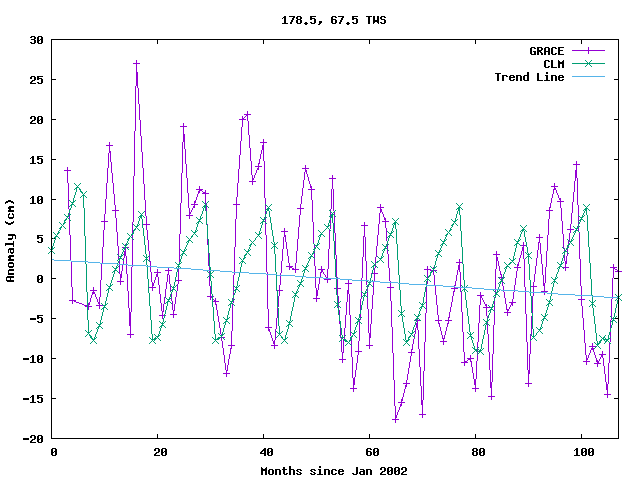 178.5, 67.5 TWS
GRACE
CLM
Trend Line
30
25
20
15
10
5
0
-5
-10
-15
-20
Anomaly (cm)
0 20 40 60 80 100
Months since Jan 2002